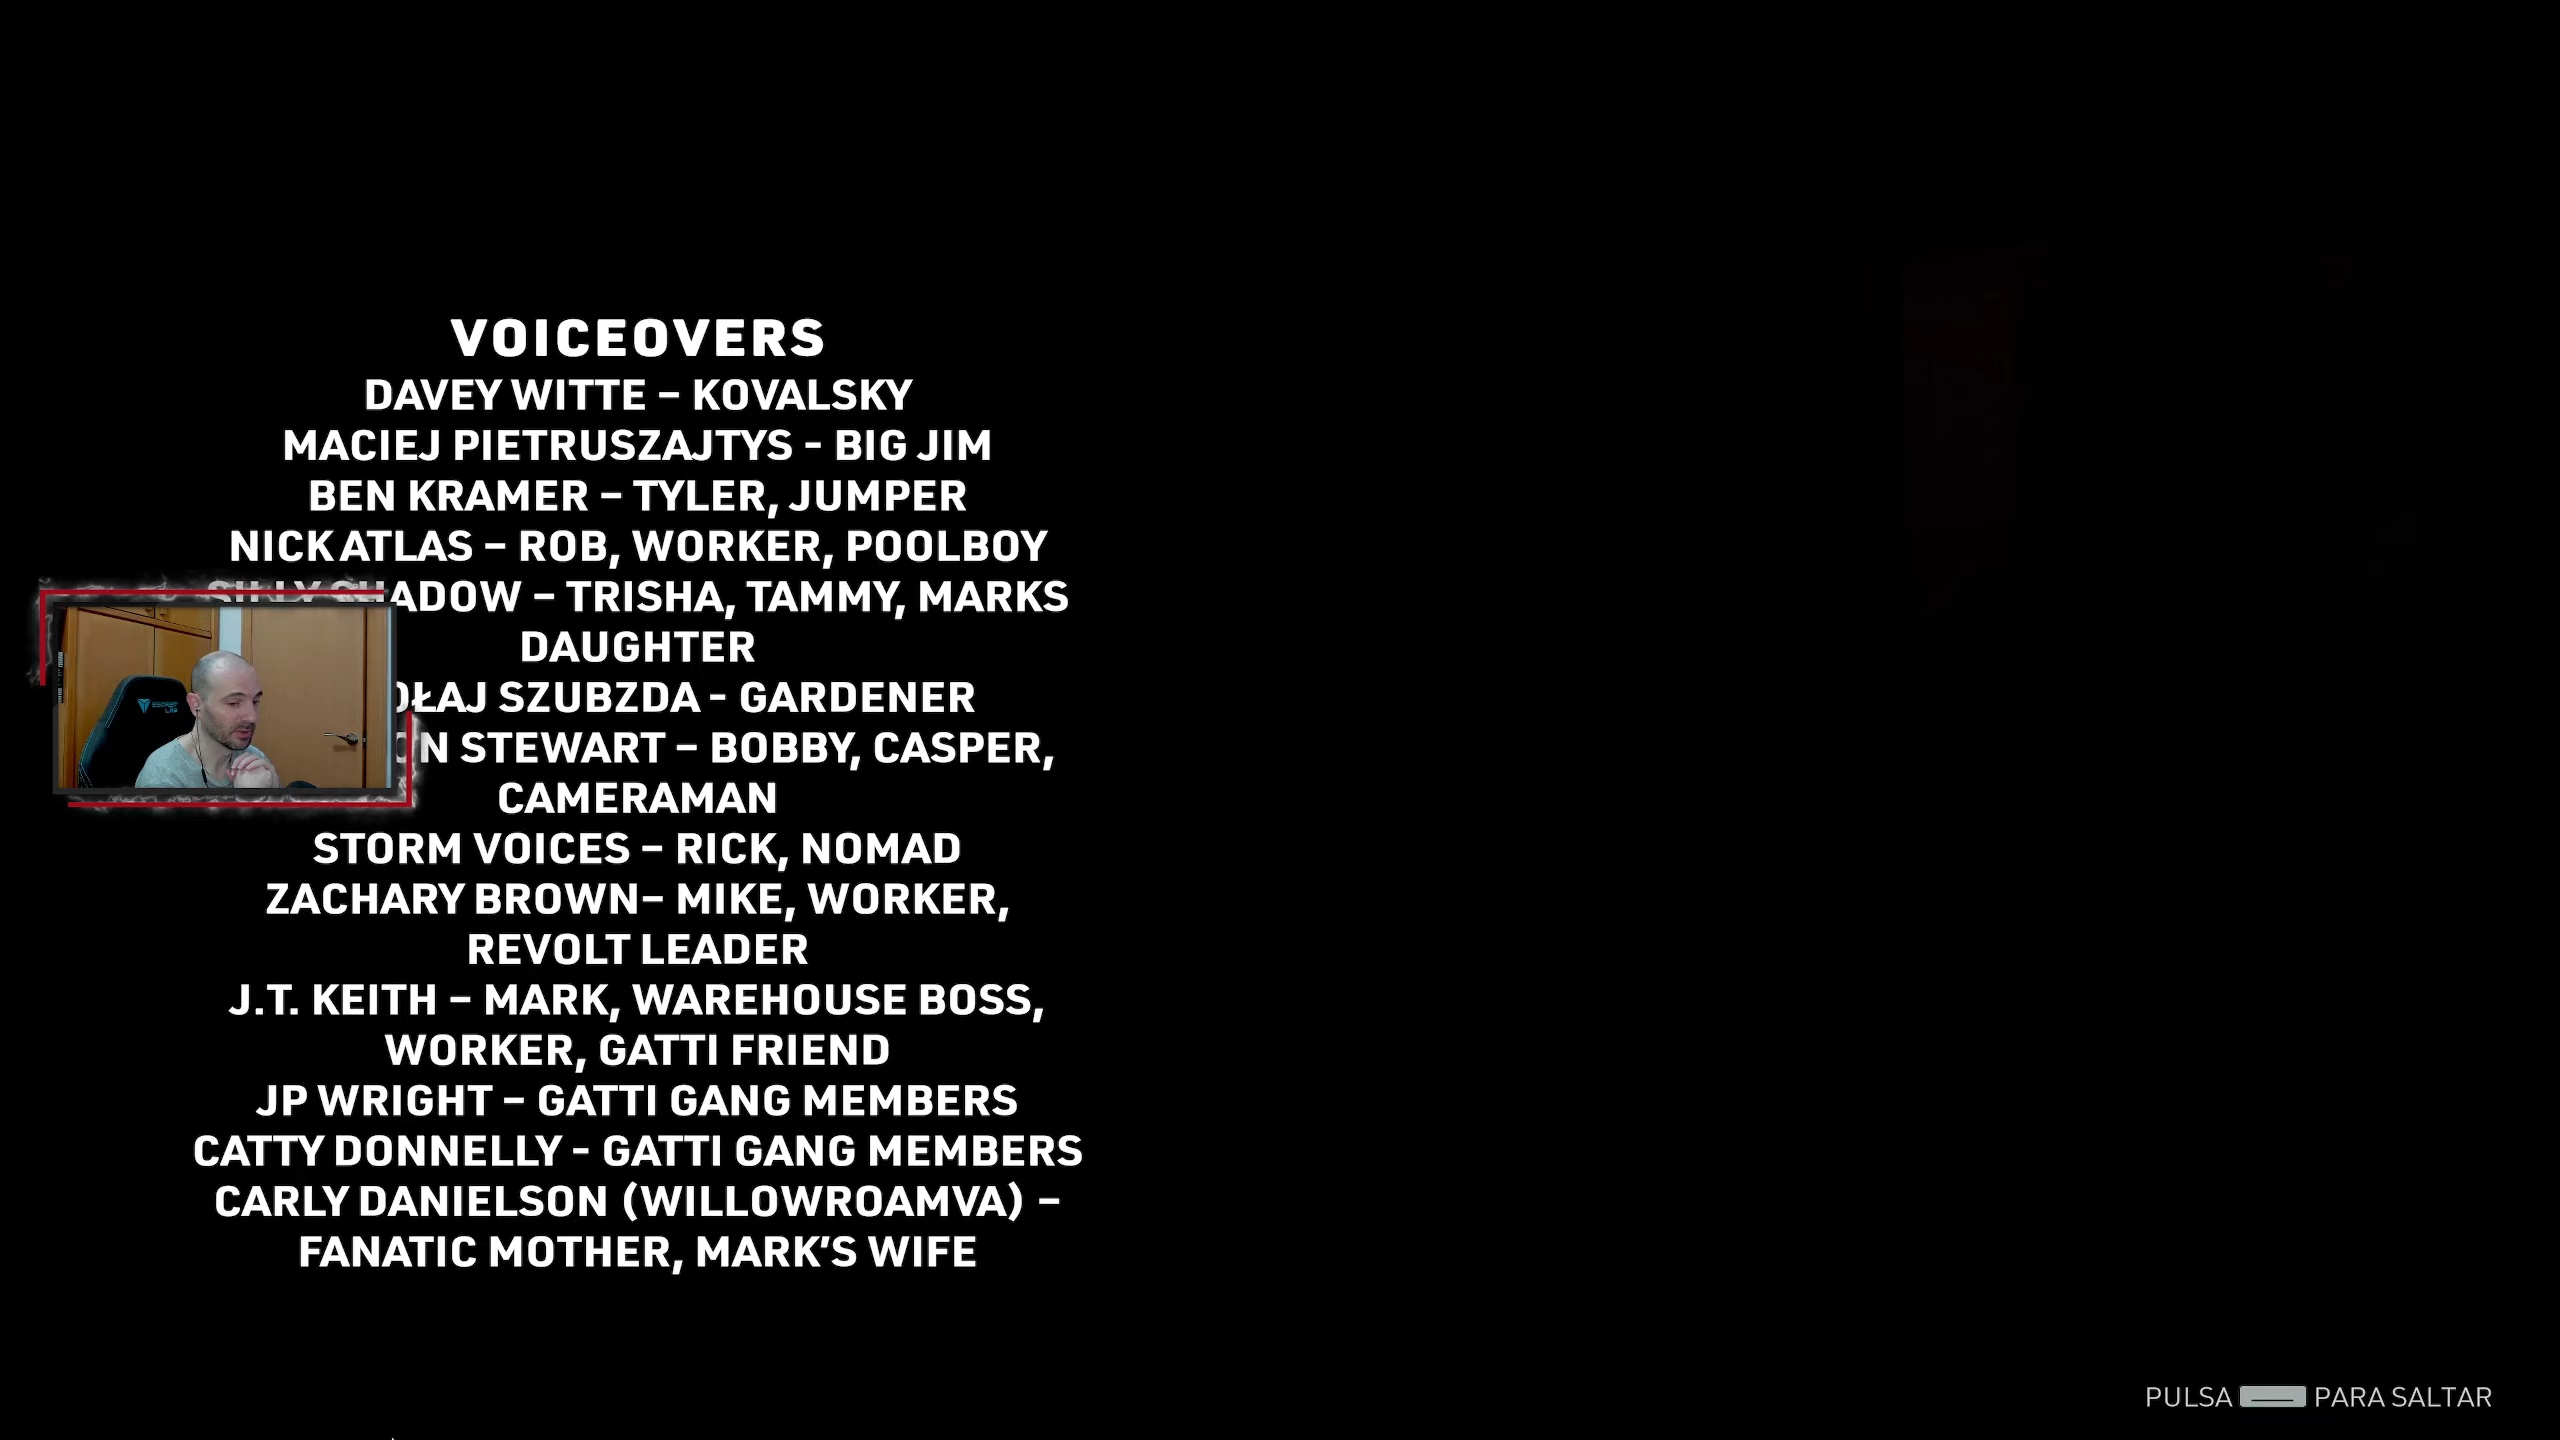 VOICEOVERS
DAVEY WITTE – KOVALSKY
MACIEJ PIETRUSZAJTYS - BIG JIM
BEN KRAMER – TYLER, JUMPER
NICK ATLAS – ROB, WORKER, POOLBOY
SHADOW – TRISHA, TAMMY, MARKS
DAUGHTER
SZUBZDA - GARDENER
STEWART – BOBBY, CASPER,
CAMERAMAN
STORM VOICES – RICK, NOMAD
ZACHARY BROWN– MIKE, WORKER,
REVOLT LEADER
J.T. KEITH – MARK, WAREHOUSE BOSS,
WORKER, GATTI FRIEND
JP WRIGHT – GATTI GANG MEMBERS
CATTY DONNELLY - GATTI GANG MEMBERS
CARLY DANIELSON (WILLOWROAMVA) –
FANATIC MOTHER, MARK’S WIFE
PULSA PARA SALTAR